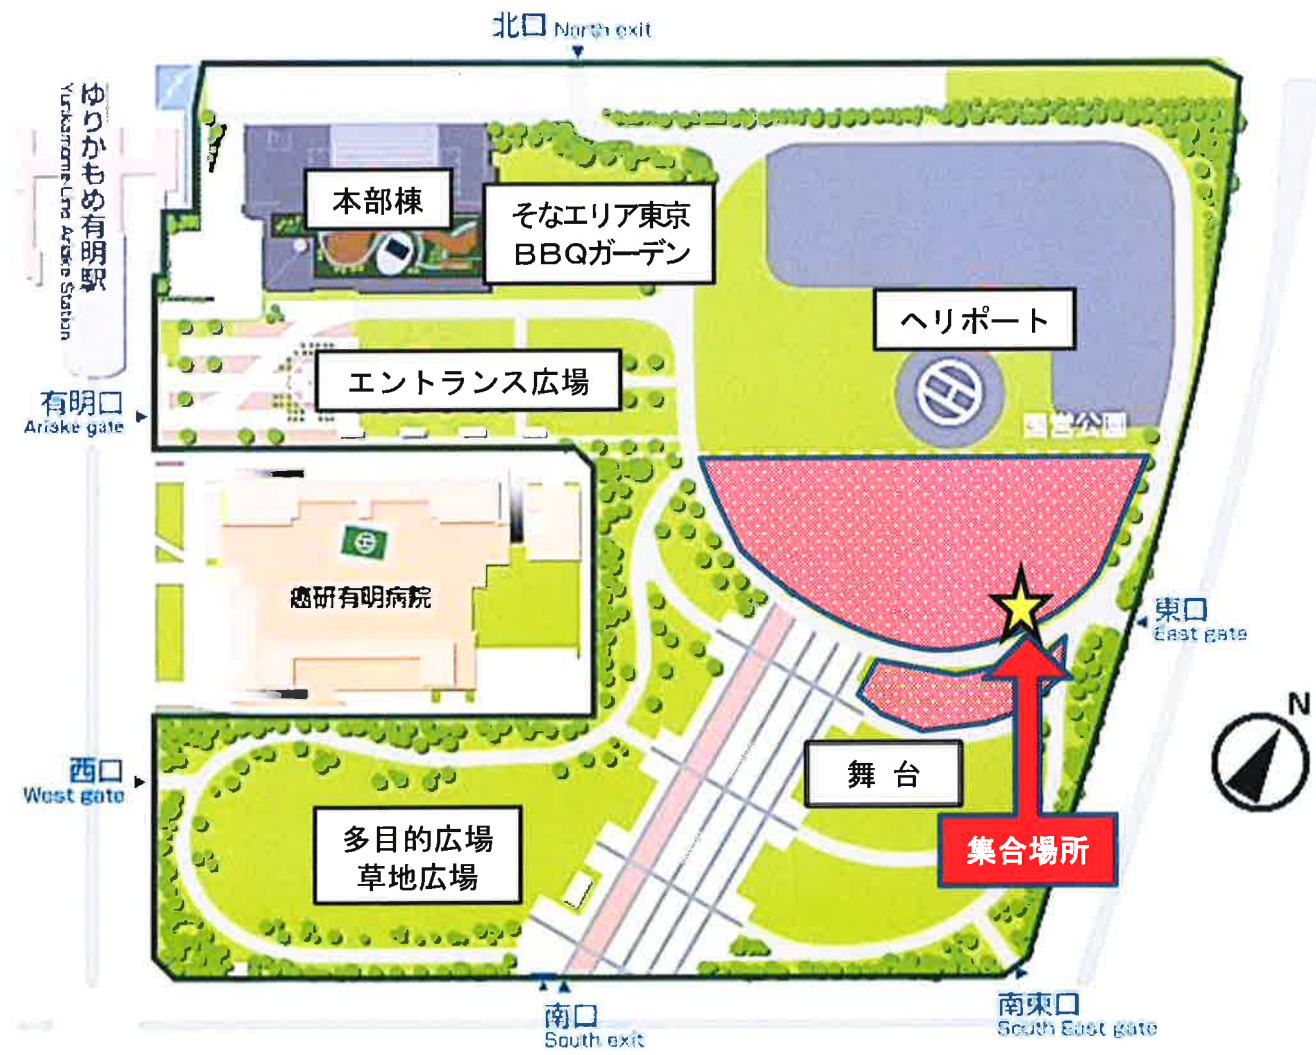 北口 North exit
ゆりかもめ有明駅
Yurikamome Line Ariake Station
本部棟
そなエリア東京
BBQガーデン
ヘリポート
エントランス広場
有明口
Ariake gate
国営公園
癌研有明病院
東口
East gate
N
西口
West gate
舞台
多目的広場
草地広場
集合場所
南口
South exit
南東口
South East gate